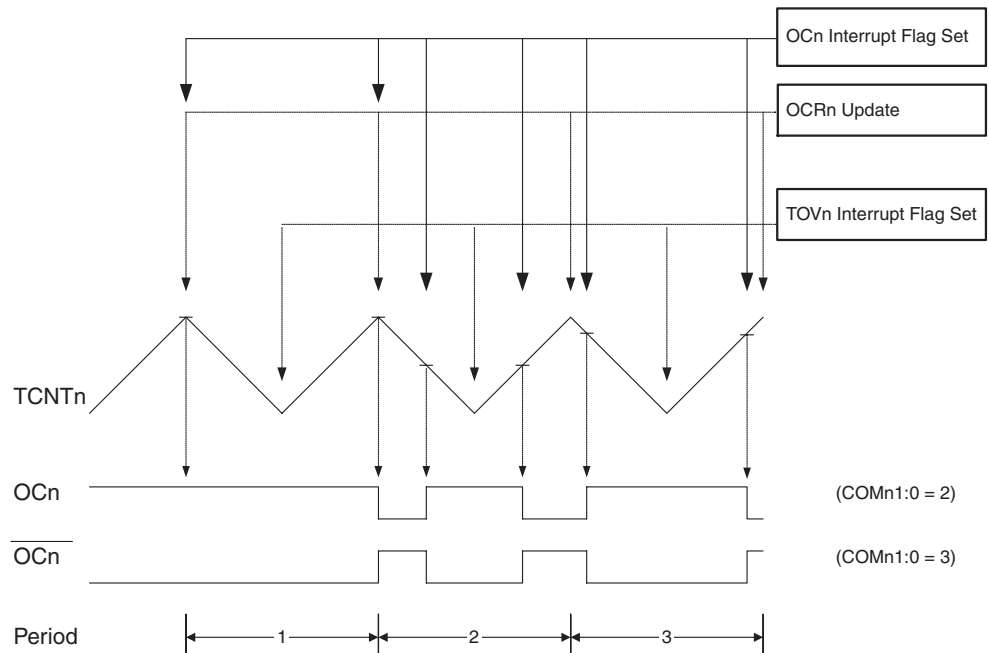 OCn Interrupt Flag Set
OCRn Update
TOVn Interrupt Flag Set
TCNTn
OCn (COMn1:0 = 2)
OCn (COMn1:0 = 3)
Period 1 2 3